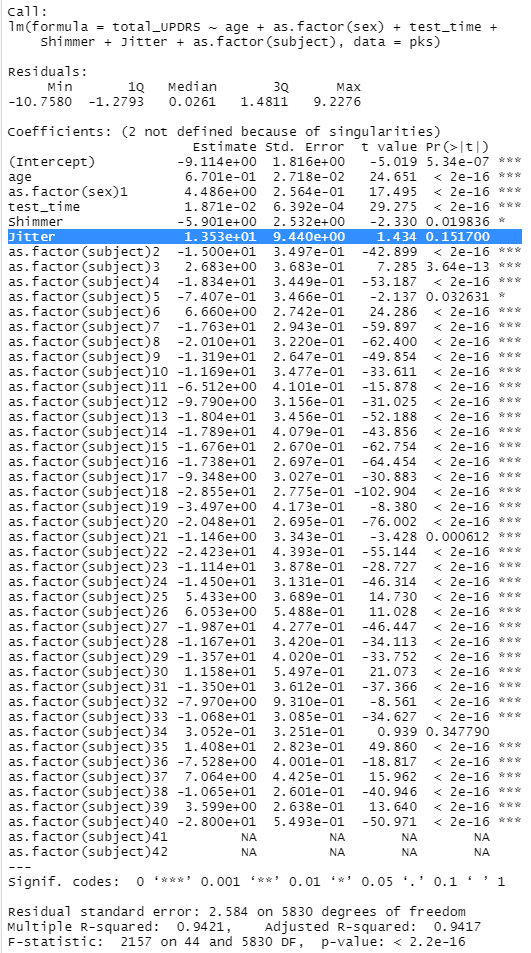 Call:
lm(formula = total_UPDRS ~ age + as.factor(sex) + test_time +
    Shimmer + Jitter + as.factor(subject), data = pks)

Residuals:
     Min       1Q   Median       3Q      Max
-10.7580  -1.2793   0.0261   1.4811   9.2276

Coefficients: (2 not defined because of singularities)
                       Estimate Std. Error  t value Pr(>|t|)
(Intercept)          -9.114e+00  1.816e+00   -5.019 5.34e-07 ***
age                   6.701e-01  2.718e-02   24.651  < 2e-16 ***
as.factor(sex)1       4.486e+00  2.564e-01   17.495  < 2e-16 ***
test_time             1.871e-02  6.392e-04   29.275  < 2e-16 ***
Shimmer              -5.901e+00  2.532e+00   -2.330 0.019836 *
Jitter                1.353e+01  9.440e+00    1.434 0.151700
as.factor(subject)2  -1.500e+01  3.497e-01  -42.899  < 2e-16 ***
as.factor(subject)3   2.683e+00  3.683e-01    7.285 3.64e-13 ***
as.factor(subject)4  -1.834e+01  3.449e-01  -53.187  < 2e-16 ***
as.factor(subject)5  -7.407e-01  3.466e-01   -2.137 0.032631 *
as.factor(subject)6   6.660e+00  2.742e-01   24.286  < 2e-16 ***
as.factor(subject)7  -1.763e+01  2.943e-01  -59.897  < 2e-16 ***
as.factor(subject)8  -2.010e+01  3.220e-01  -62.400  < 2e-16 ***
as.factor(subject)9  -1.319e+01  2.647e-01  -49.854  < 2e-16 ***
as.factor(subject)10 -1.169e+01  3.477e-01  -33.611  < 2e-16 ***
as.factor(subject)11 -6.512e+00  4.101e-01  -15.878  < 2e-16 ***
as.factor(subject)12 -9.790e+00  3.156e-01  -31.025  < 2e-16 ***
as.factor(subject)13 -1.804e+01  3.456e-01  -52.188  < 2e-16 ***
as.factor(subject)14 -1.789e+01  4.079e-01  -43.856  < 2e-16 ***
as.factor(subject)15 -1.676e+01  2.670e-01  -62.754  < 2e-16 ***
as.factor(subject)16 -1.738e+01  2.697e-01  -64.454  < 2e-16 ***
as.factor(subject)17 -9.348e+00  3.027e-01  -30.883  < 2e-16 ***
as.factor(subject)18 -2.855e+01  2.775e-01 -102.904  < 2e-16 ***
as.factor(subject)19 -3.497e+00  4.173e-01   -8.380  < 2e-16 ***
as.factor(subject)20 -2.048e+01  2.695e-01  -76.002  < 2e-16 ***
as.factor(subject)21 -1.146e+00  3.343e-01   -3.428 0.000612 ***
as.factor(subject)22 -2.423e+01  4.393e-01  -55.144  < 2e-16 ***
as.factor(subject)23 -1.114e+01  3.878e-01  -28.727  < 2e-16 ***
as.factor(subject)24 -1.450e+01  3.131e-01  -46.314  < 2e-16 ***
as.factor(subject)25  5.433e+00  3.689e-01   14.730  < 2e-16 ***
as.factor(subject)26  6.053e+00  5.488e-01   11.028  < 2e-16 ***
as.factor(subject)27 -1.987e+01  4.277e-01  -46.447  < 2e-16 ***
as.factor(subject)28 -1.167e+01  3.420e-01  -34.113  < 2e-16 ***
as.factor(subject)29 -1.357e+01  4.020e-01  -33.752  < 2e-16 ***
as.factor(subject)30  1.158e+01  5.497e-01   21.073  < 2e-16 ***
as.factor(subject)31 -1.350e+01  3.612e-01  -37.366  < 2e-16 ***
as.factor(subject)32 -7.970e+00  9.310e-01   -8.561  < 2e-16 ***
as.factor(subject)33 -1.068e+01  3.085e-01  -34.627  < 2e-16 ***
as.factor(subject)34  3.052e-01  3.251e-01    0.939 0.347790
as.factor(subject)35  1.408e+01  2.823e-01   49.860  < 2e-16 ***
as.factor(subject)36 -7.528e+00  4.001e-01  -18.817  < 2e-16 ***
as.factor(subject)37  7.064e+00  4.425e-01   15.962  < 2e-16 ***
as.factor(subject)38 -1.065e+01  2.601e-01  -40.946  < 2e-16 ***
as.factor(subject)39  3.599e+00  2.638e-01   13.640  < 2e-16 ***
as.factor(subject)40 -2.800e+01  5.493e-01  -50.971  < 2e-16 ***
as.factor(subject)41         NA         NA       NA       NA
as.factor(subject)42         NA         NA       NA       NA
---
Signif. codes:  0 ‘***’ 0.001 ‘**’ 0.01 ‘*’ 0.05 ‘.’ 0.1 ‘ ’ 1

Residual standard error: 2.584 on 5830 degrees of freedom
Multiple R-squared:  0.9421,    Adjusted R-squared:  0.9417
F-statistic:  2157 on 44 and 5830 DF,  p-value: < 2.2e-16